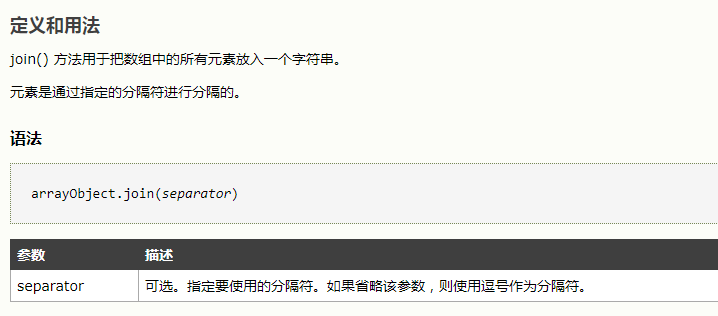 定义和用法
join() 方法用于把数组中的所有元素放入一个字符串。
元素是通过指定的分隔符进行分隔的。
语法
arrayObject.join(separator)
参数 描述
separator 可选。指定要使用的分隔符。如果省略该参数，则使用逗号作为分隔符。